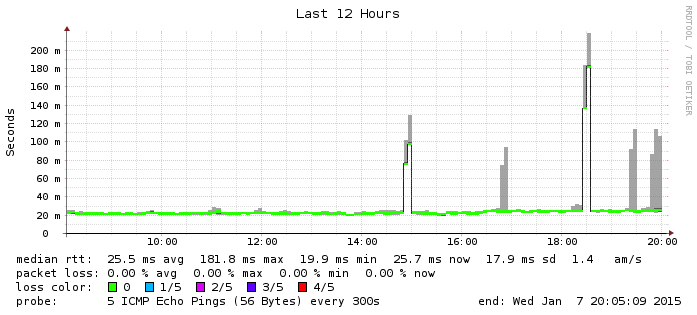 Last 12 Hours
RRDTOOL / TOBI OETIKER
Seconds
200 m
180 m
160 m
140 m
120 m
100 m
80 m
60 m
40 m
20 m
0
10:00 12:00 14:00 16:00 18:00 20:00
median rtt: 25.5 ms avg 181.8 ms max 19.9 ms min 25.7 ms now 17.9 ms sd 1.4 am/s
packet loss: 0.00 % avg 0.00 % max 0.00 % min 0.00 % now
loss color: 0 1/5 2/5 3/5 4/5
probe: 5 ICMP Echo Pings (56 Bytes) every 300s end: Wed Jan 7 20:05:09 2015